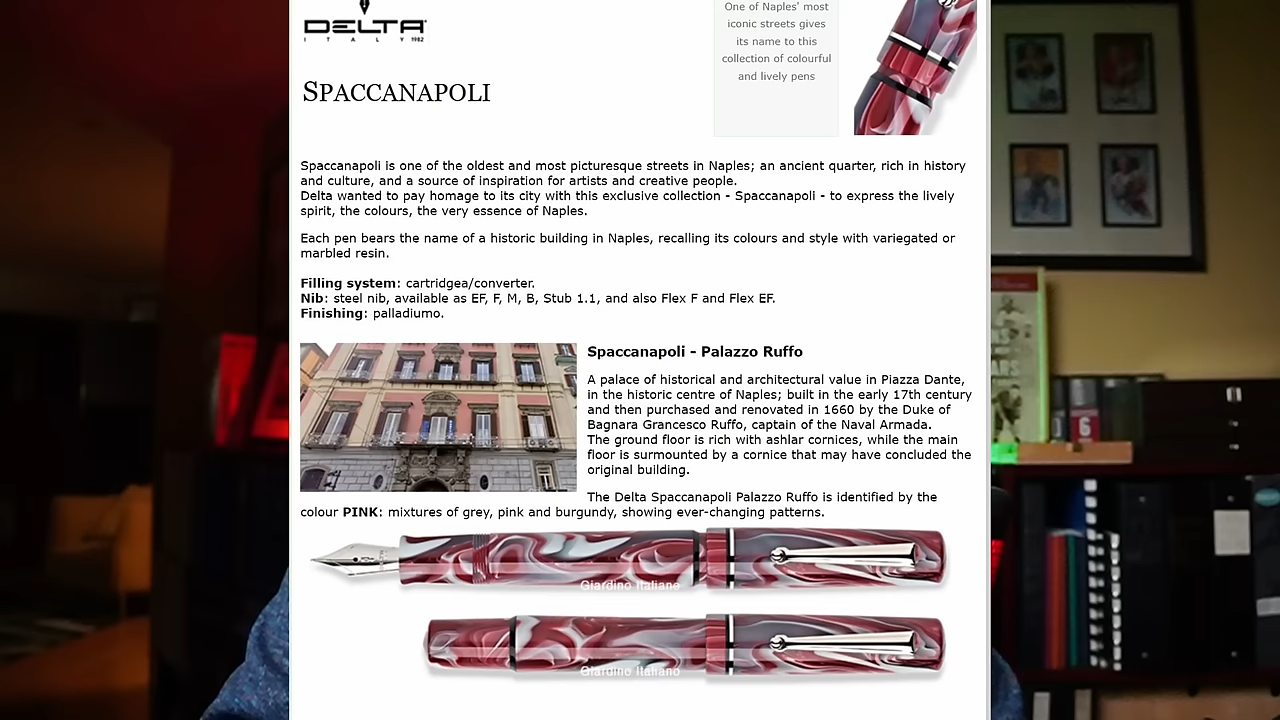 DELTA
ITALY 1982
One of Naples' most
iconic streets gives
its name to this
collection of colourful
and lively pens
SPACCANAPOLI
Spaccanapoli is one of the oldest and most picturesque streets in Naples; an ancient quarter, rich in history
and culture, and a source of inspiration for artists and creative people.
Delta wanted to pay homage to its city with this exclusive collection - Spaccanapoli - to express the lively
spirit, the colours, the very essence of Naples.
Each pen bears the name of a historic building in Naples, recalling its colours and style with variegated or
marbled resin.
Filling system: cartridgea/converter.
Nib: steel nib, available as EF, F, M, B, Stub 1.1, and also Flex F and Flex EF.
Finishing: palladiumo.
Spaccanapoli - Palazzo Ruffo
A palace of historical and architectural value in Piazza Dante,
in the historic centre of Naples; built in the early 17th century
and then purchased and renovated in 1660 by the Duke of
Bagnara Grancesco Ruffo, captain of the Naval Armada.
The ground floor is rich with ashlar cornices, while the main
floor is surmounted by a cornice that may have concluded the
original building.
The Delta Spaccanapoli Palazzo Ruffo is identified by the
colour PINK: mixtures of grey, pink and burgundy, showing ever-changing patterns.
Giardino Italiano
Giardino Italiano
6